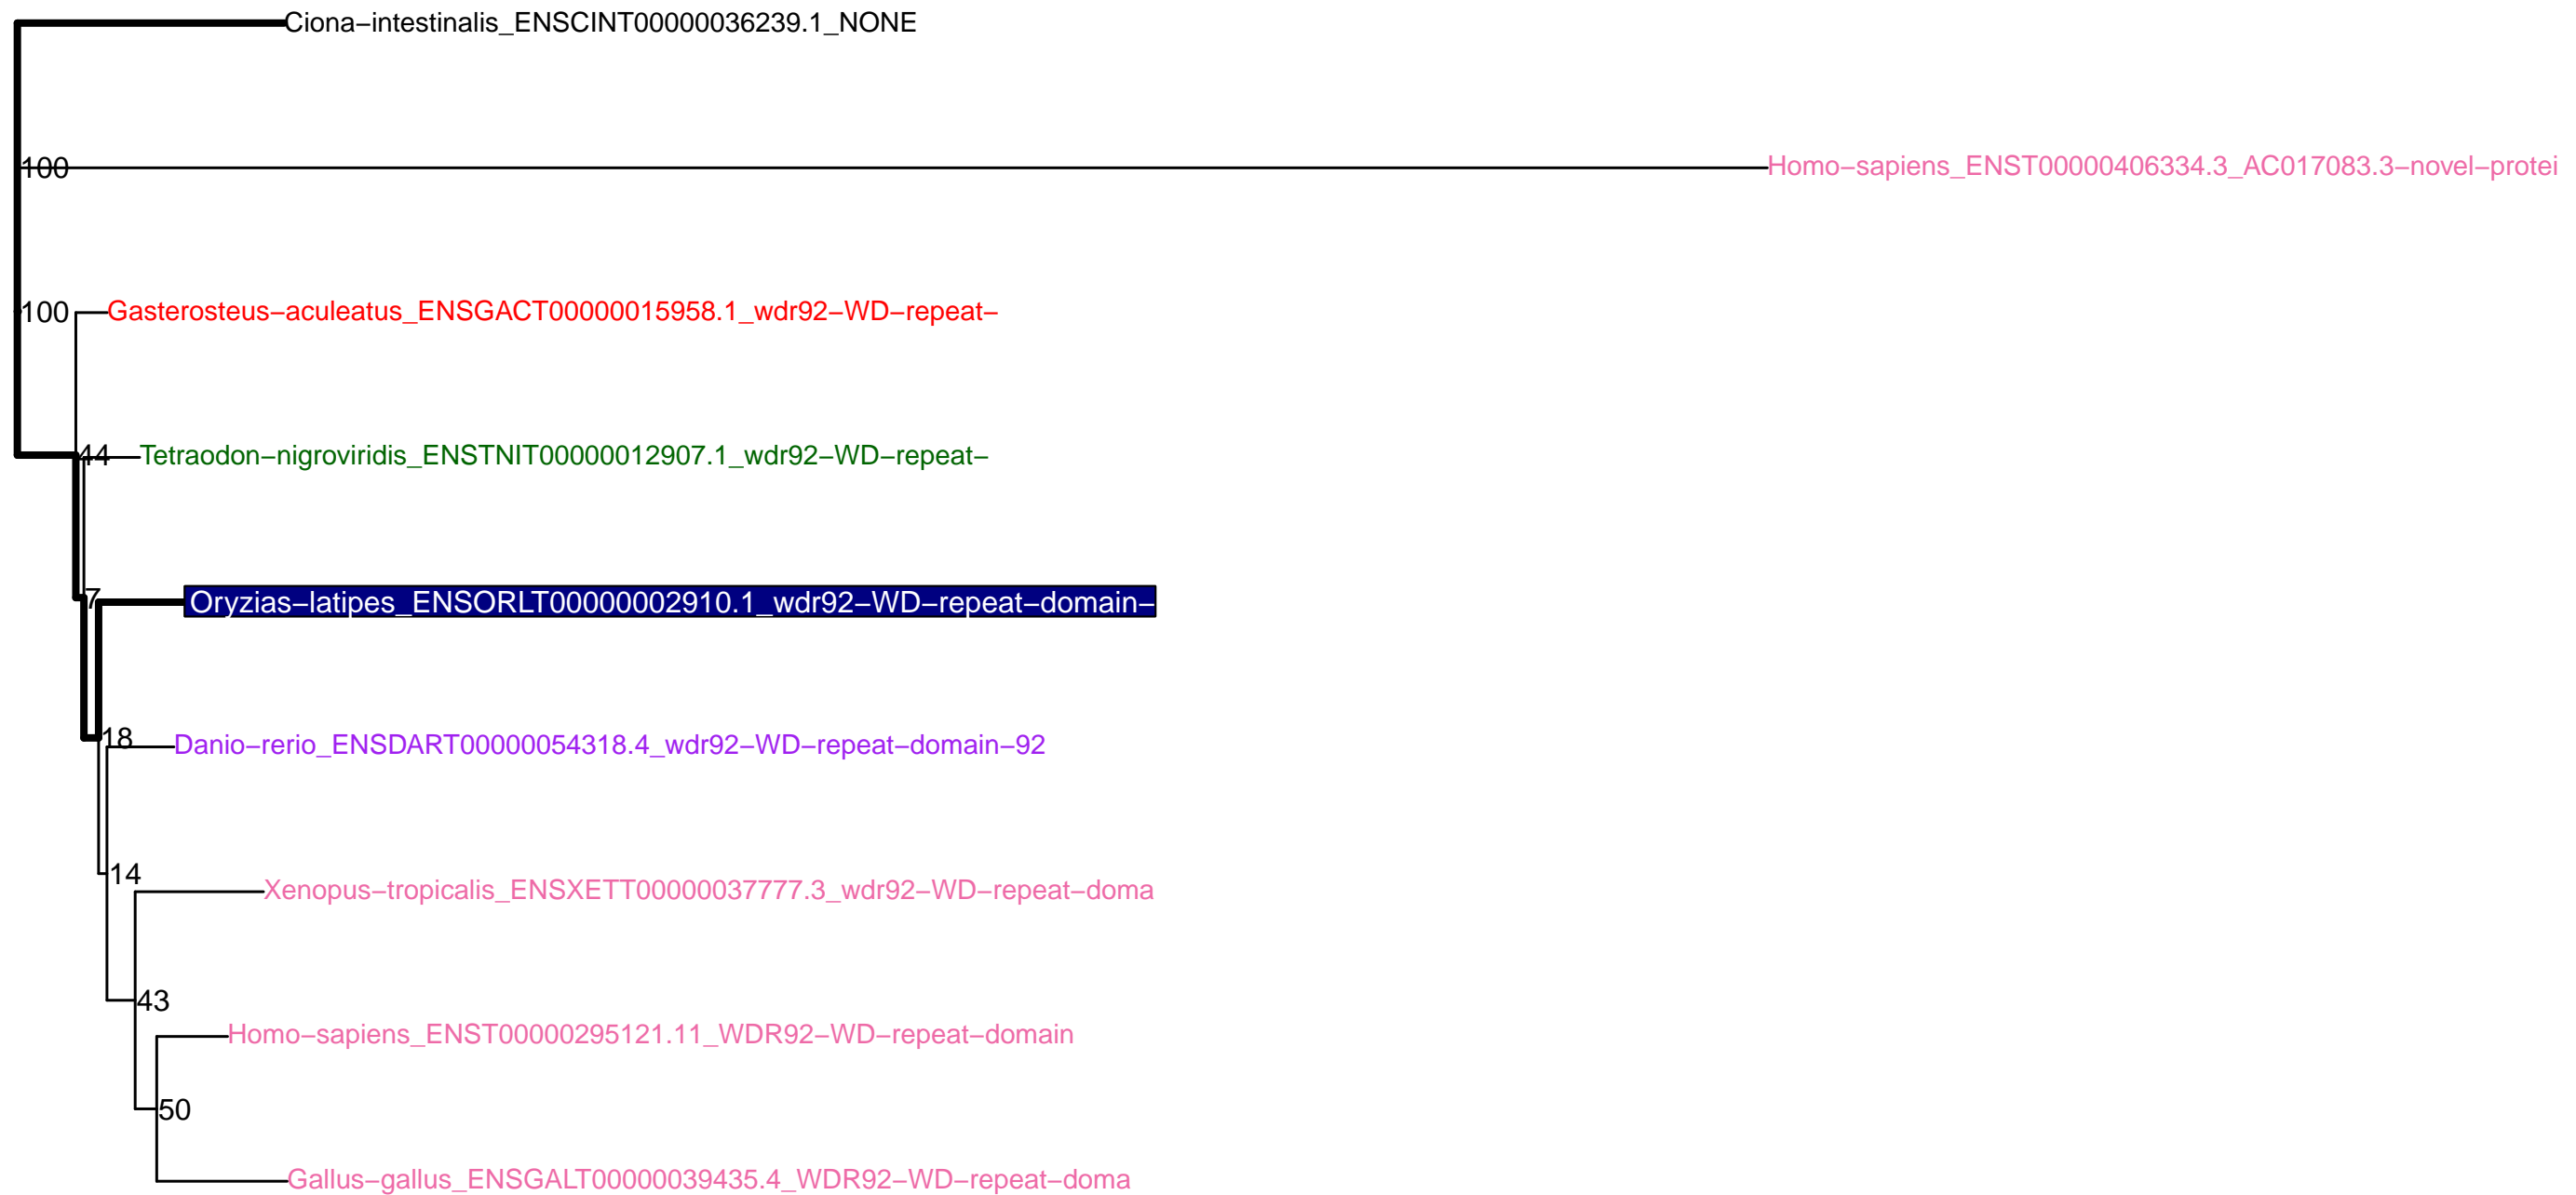 Ciona−intestinalis_ENSCINT00000036239.1_NONE
100
Homo−sapiens_ENST00000406334.3_AC017083.3−novel−protei
100
Gasterosteus−aculeatus_ENSGACT00000015958.1_wdr92−WD−repeat−
44
Tetraodon−nigroviridis_ENSTNIT00000012907.1_wdr92−WD−repeat−
7
Oryzias−latipes_ENSORLT00000002910.1_wdr92−WD−repeat−domain−
18
Danio−rerio_ENSDART00000054318.4_wdr92−WD−repeat−domain−92
14
Xenopus−tropicalis_ENSXETT00000037777.3_wdr92−WD−repeat−doma
43
Homo−sapiens_ENST00000295121.11_WDR92−WD−repeat−domain
50
Gallus−gallus_ENSGALT00000039435.4_WDR92−WD−repeat−doma